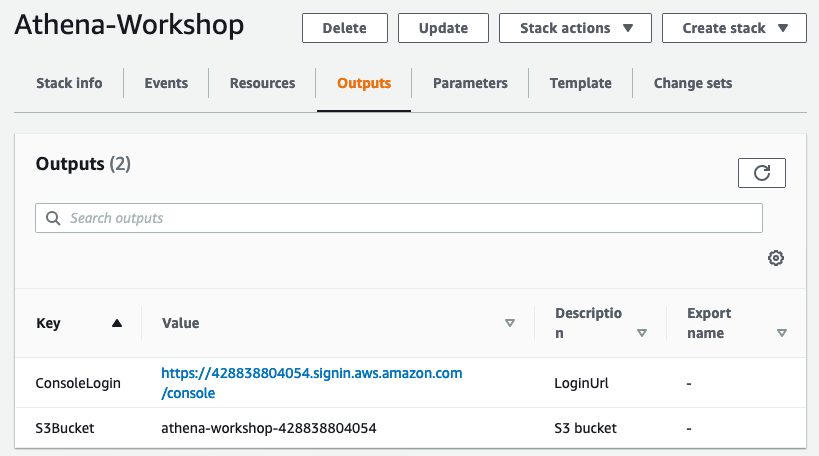 Athena-Workshop
Delete
Update
Stack actions
Create stack
Stack info
Events
Resources
Outputs
Parameters
Template
Change sets
Outputs (2)
Search outputs
Key
Value
Descriptio
n
Export
name
ConsoleLogin
https://428838804054.signin.aws.amazon.com
/console
LoginUrl
-
S3Bucket
athena-workshop-428838804054
S3 bucket
-